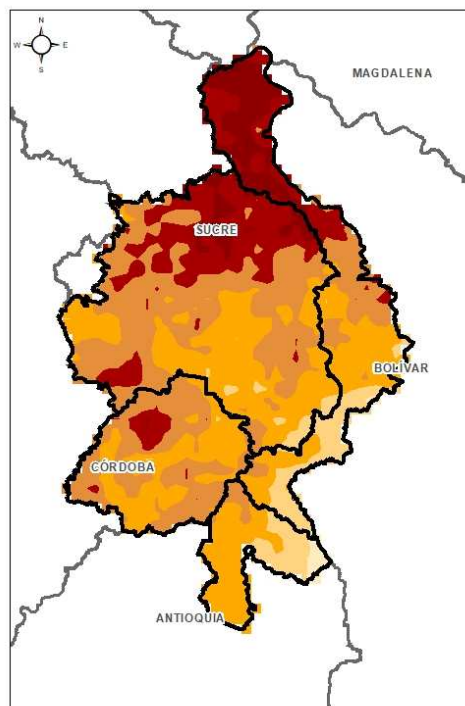 N
W E
S
MAGDALENA
SUCRE
BOLÍVAR
CÓRDOBA
ANTIOQUIA